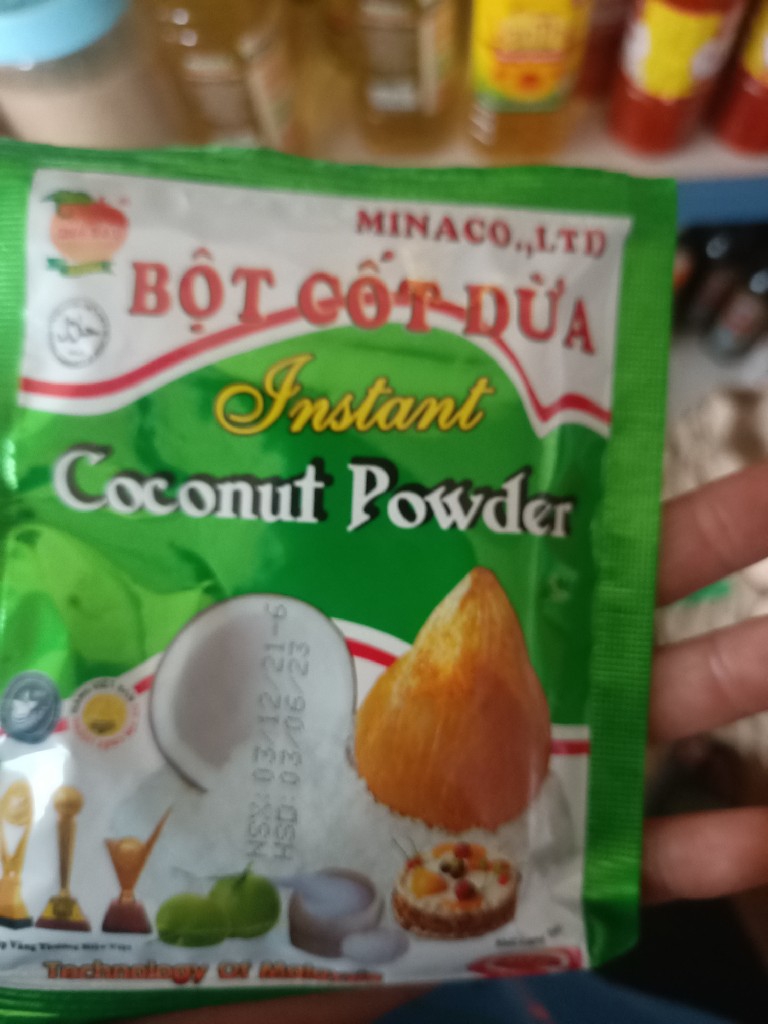 MINACO.,LTD
BỘT CỐT DỪA
Instant
Coconut Powder
NSX:03/12/21-6
HSD:03/06/23
Technology Of